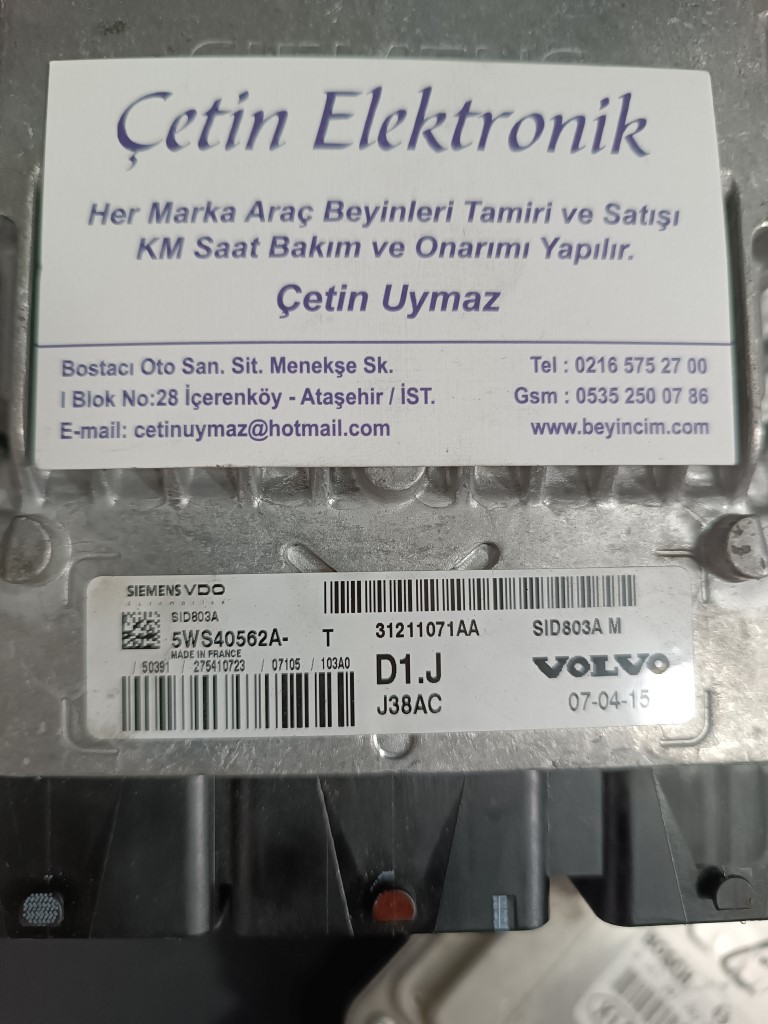 SIEMENS
Çetin Elektronik
Her Marka Araç Beyinleri Tamiri ve Satışı
KM Saat Bakım ve Onarımı Yapılır.
Çetin Uymaz
Bostacı Oto San. Sit. Menekşe Sk.
I Blok No:28 İçerenköy - Ataşehir / İST.
E-mail: cetinuymaz@hotmail.com
Tel : 0216 575 27 00
Gsm : 0535 250 07 86
www.beyincim.com
SIEMENS VDO
SID803A
5WS40562A- T
MADE IN FRANCE
/ 50391 / 275410723 / 07105 / 103A0
31211071AA SID803A M
D1.J VOLVO
J38AC 07-04-15